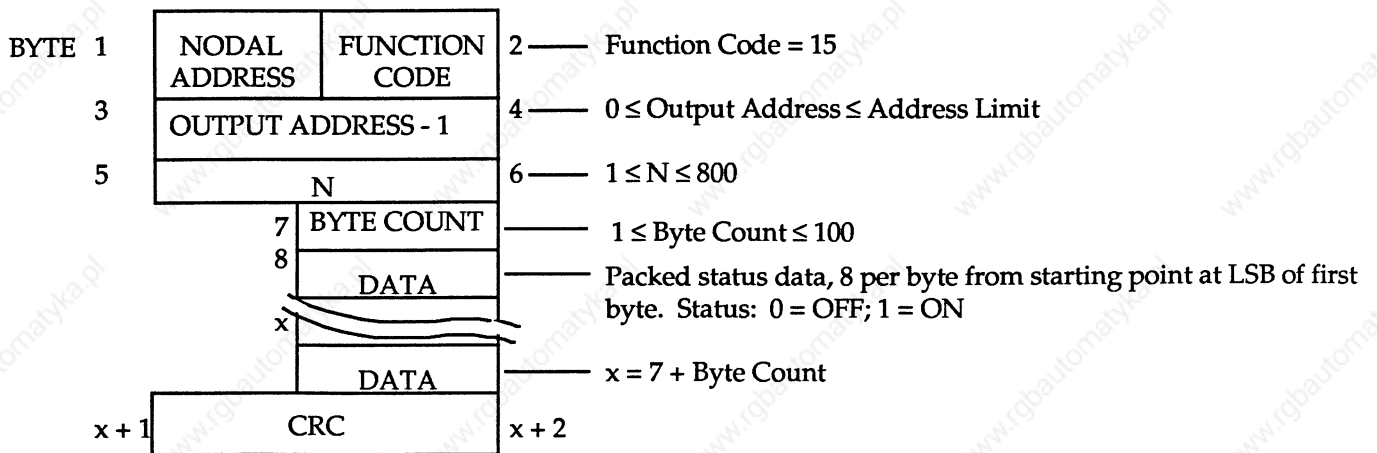 BYTE 1 NODAL ADDRESS FUNCTION CODE 2 Function Code = 15
3 OUTPUT ADDRESS - 1 4 0 ≤ Output Address ≤ Address Limit
5 N 6 1 ≤ N ≤ 800
7 BYTE COUNT 1 ≤ Byte Count ≤ 100
8 DATA Packed status data, 8 per byte from starting point at LSB of first
byte. Status: 0 = OFF; 1 = ON
x
DATA x = 7 + Byte Count
x + 1 CRC x + 2
www.rgbautomatyka.pl